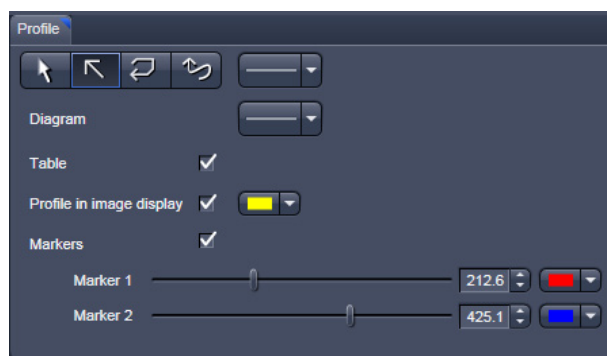 Profile
Diagram
Table
Profile in image display
Markers
Marker 1 212.6
Marker 2 425.1